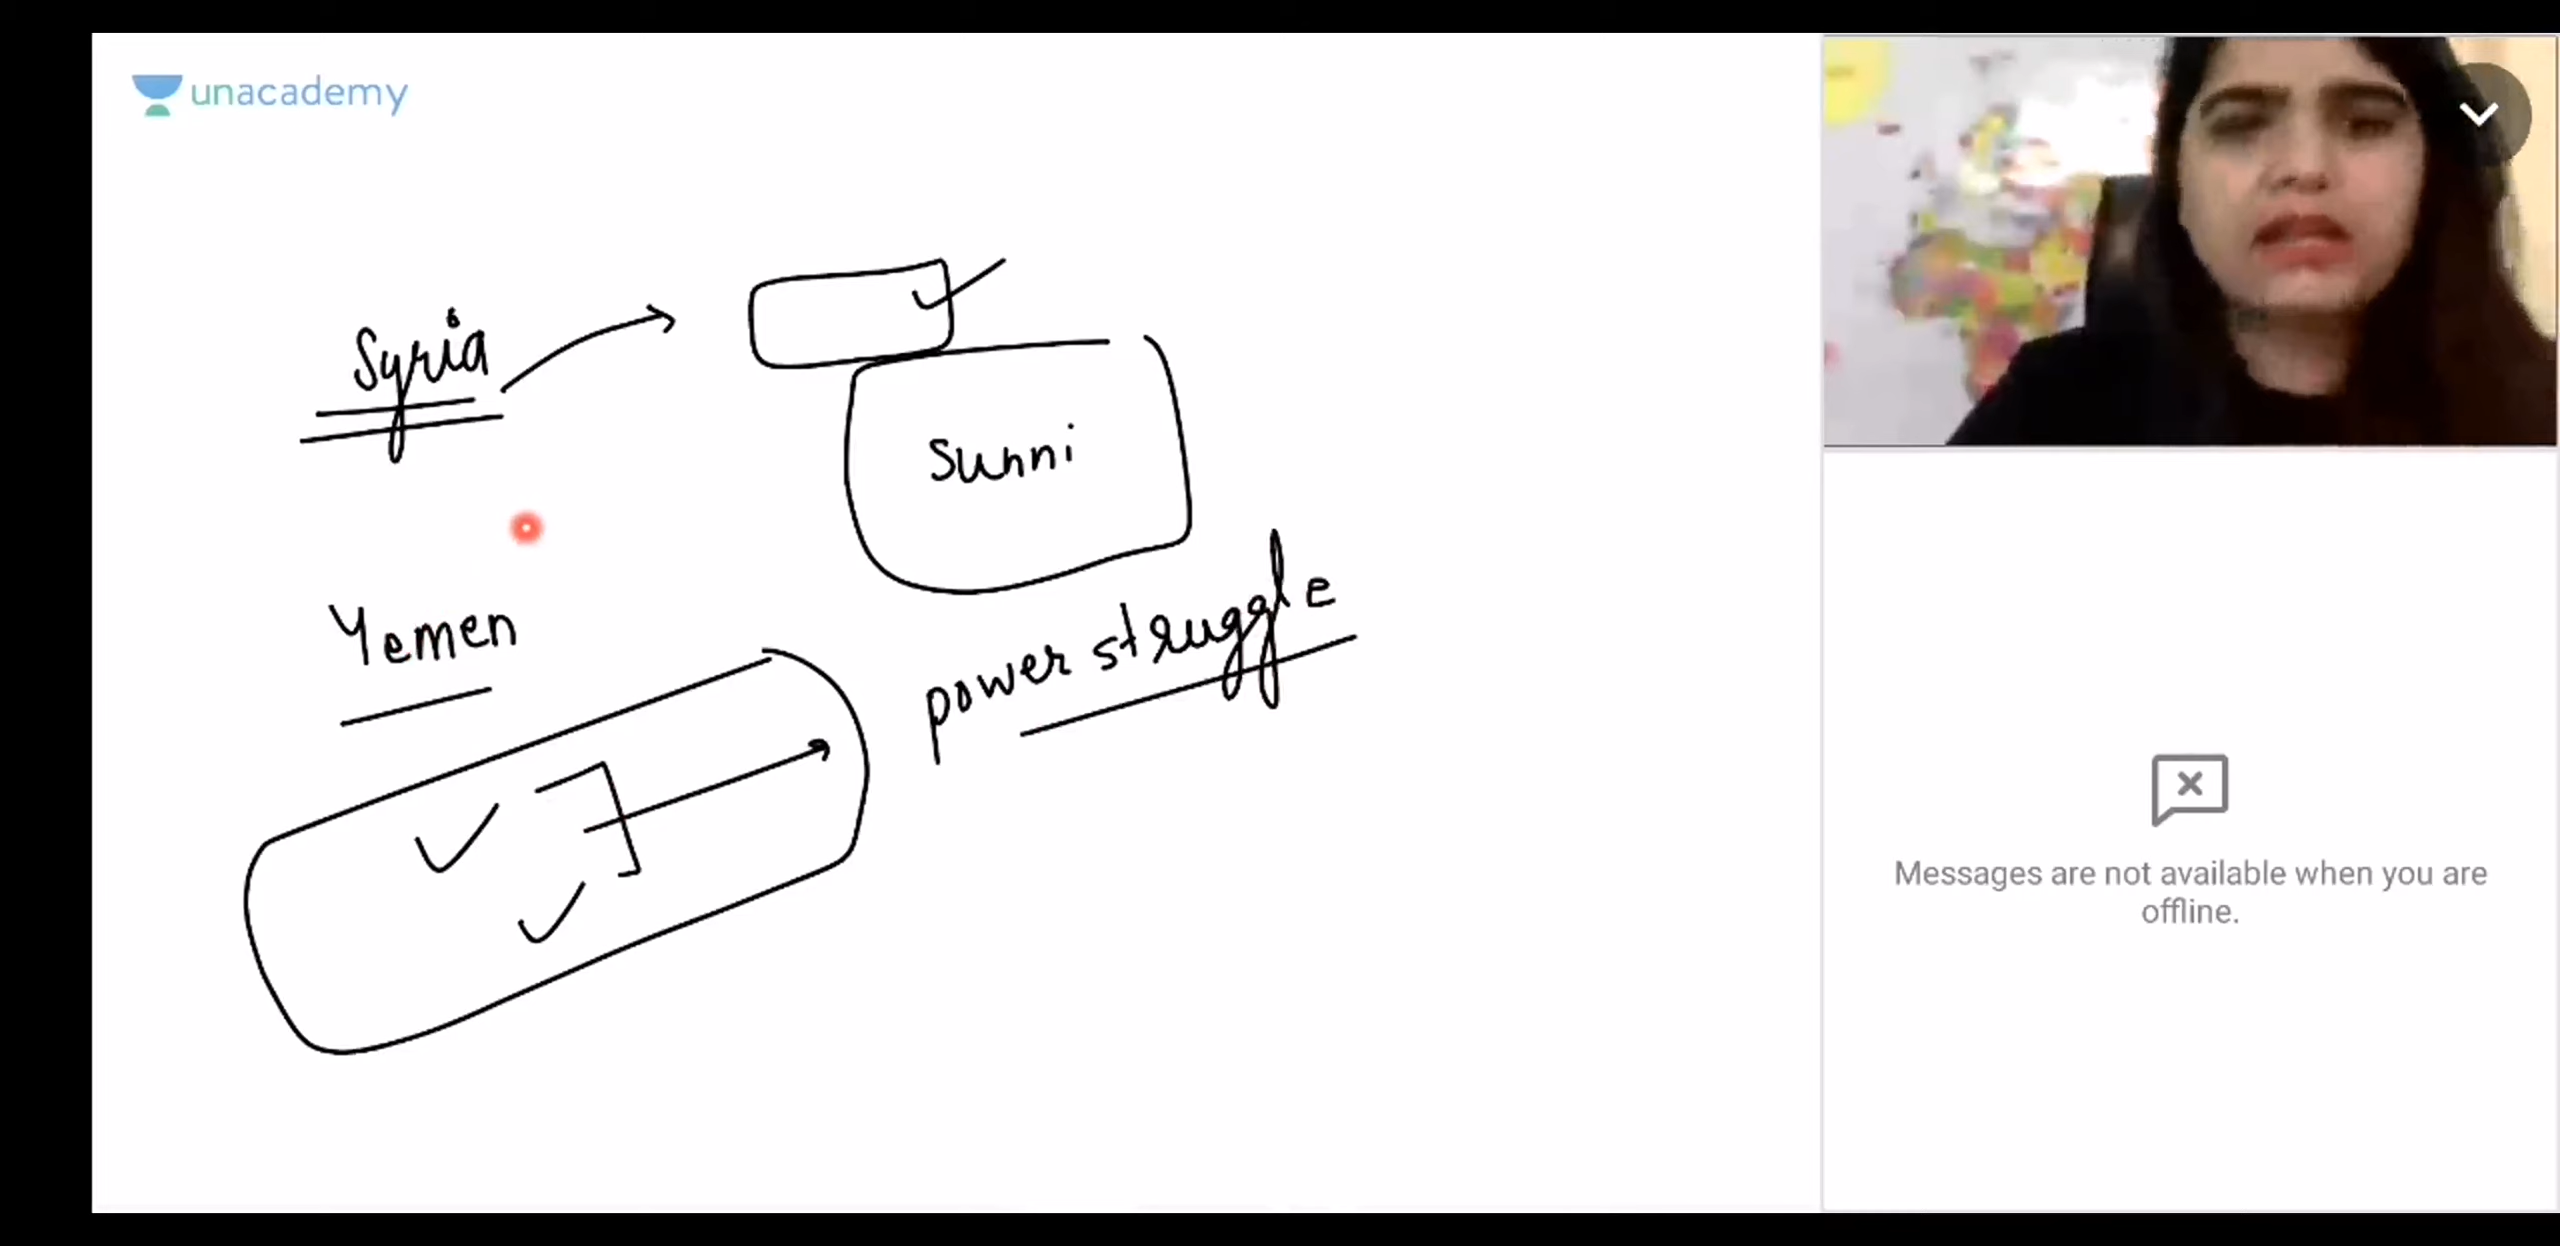 unacademy
Syria
Sunni
Yemen
power struggle
Messages are not available when you are
offline.